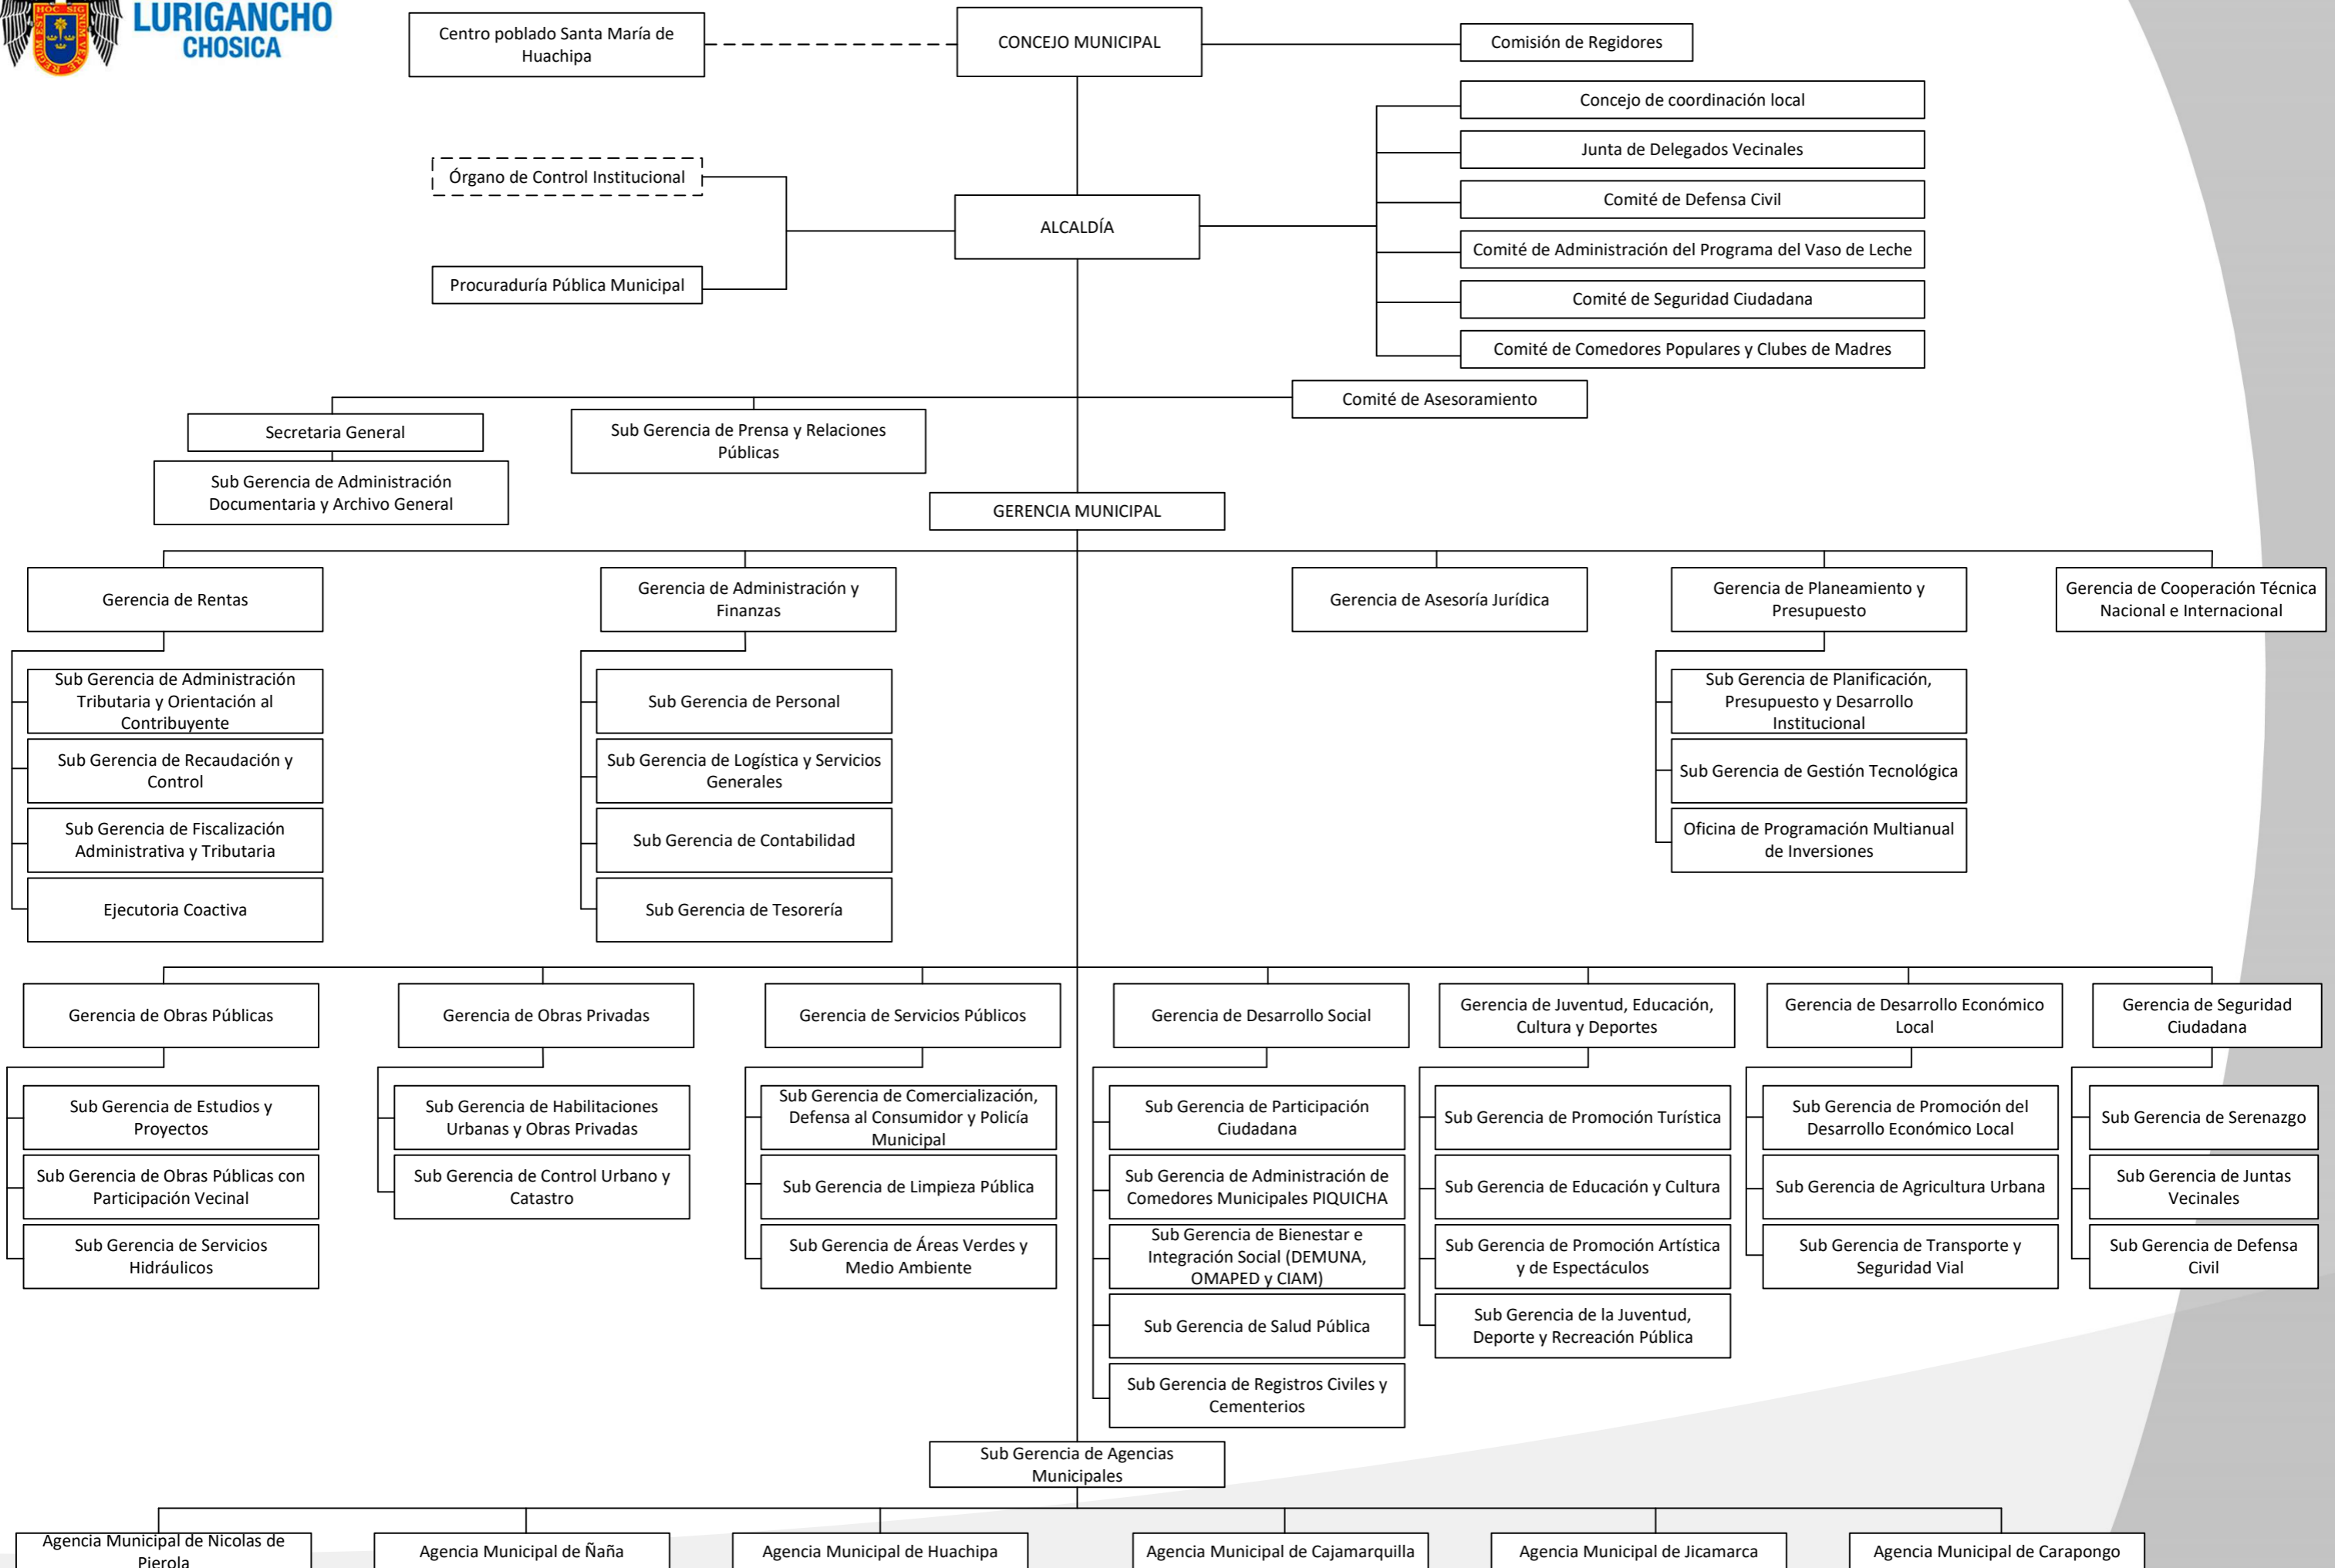 HOC SIG
NUM VERE REGUM EST
LURIGANCHO
CHOSICA
Centro poblado Santa María de
Huachipa
CONCEJO MUNICIPAL
Comisión de Regidores
Concejo de coordinación local
Junta de Delegados Vecinales
Comité de Defensa Civil
Comité de Administración del Programa del Vaso de Leche
Comité de Seguridad Ciudadana
Comité de Comedores Populares y Clubes de Madres
Órgano de Control Institucional
ALCALDÍA
Procuraduría Pública Municipal
Comité de Asesoramiento
Secretaria General
Sub Gerencia de Prensa y Relaciones
Públicas
Sub Gerencia de Administración
Documentaria y Archivo General
GERENCIA MUNICIPAL
Gerencia de Rentas
Gerencia de Administración y
Finanzas
Gerencia de Asesoría Jurídica
Gerencia de Planeamiento y
Presupuesto
Gerencia de Cooperación Técnica
Nacional e Internacional
Sub Gerencia de Administración
Tributaria y Orientación al
Contribuyente
Sub Gerencia de Recaudación y
Control
Sub Gerencia de Fiscalización
Administrativa y Tributaria
Ejecutoria Coactiva
Sub Gerencia de Personal
Sub Gerencia de Logística y Servicios
Generales
Sub Gerencia de Contabilidad
Sub Gerencia de Tesorería
Sub Gerencia de Planificación,
Presupuesto y Desarrollo
Institucional
Sub Gerencia de Gestión Tecnológica
Oficina de Programación Multianual
de Inversiones
Gerencia de Obras Públicas
Gerencia de Obras Privadas
Gerencia de Servicios Públicos
Gerencia de Desarrollo Social
Gerencia de Juventud, Educación,
Cultura y Deportes
Gerencia de Desarrollo Económico
Local
Gerencia de Seguridad
Ciudadana
Sub Gerencia de Estudios y
Proyectos
Sub Gerencia de Obras Públicas con
Participación Vecinal
Sub Gerencia de Servicios
Hidráulicos
Sub Gerencia de Habilitaciones
Urbanas y Obras Privadas
Sub Gerencia de Control Urbano y
Catastro
Sub Gerencia de Comercialización,
Defensa al Consumidor y Policía
Municipal
Sub Gerencia de Limpieza Pública
Sub Gerencia de Áreas Verdes y
Medio Ambiente
Sub Gerencia de Participación
Ciudadana
Sub Gerencia de Administración de
Comedores Municipales PIQUICHA
Sub Gerencia de Bienestar e
Integración Social (DEMUNA,
OMAPED y CIAM)
Sub Gerencia de Salud Pública
Sub Gerencia de Registros Civiles y
Cementerios
Sub Gerencia de Promoción Turística
Sub Gerencia de Educación y Cultura
Sub Gerencia de Promoción Artística
y de Espectáculos
Sub Gerencia de la Juventud,
Deporte y Recreación Pública
Sub Gerencia de Promoción del
Desarrollo Económico Local
Sub Gerencia de Agricultura Urbana
Sub Gerencia de Transporte y
Seguridad Vial
Sub Gerencia de Serenazgo
Sub Gerencia de Juntas
Vecinales
Sub Gerencia de Defensa
Civil
Sub Gerencia de Agencias
Municipales
Agencia Municipal de Nicolas de
Pierola
Agencia Municipal de Ñaña
Agencia Municipal de Huachipa
Agencia Municipal de Cajamarquilla
Agencia Municipal de Jicamarca
Agencia Municipal de Carapongo